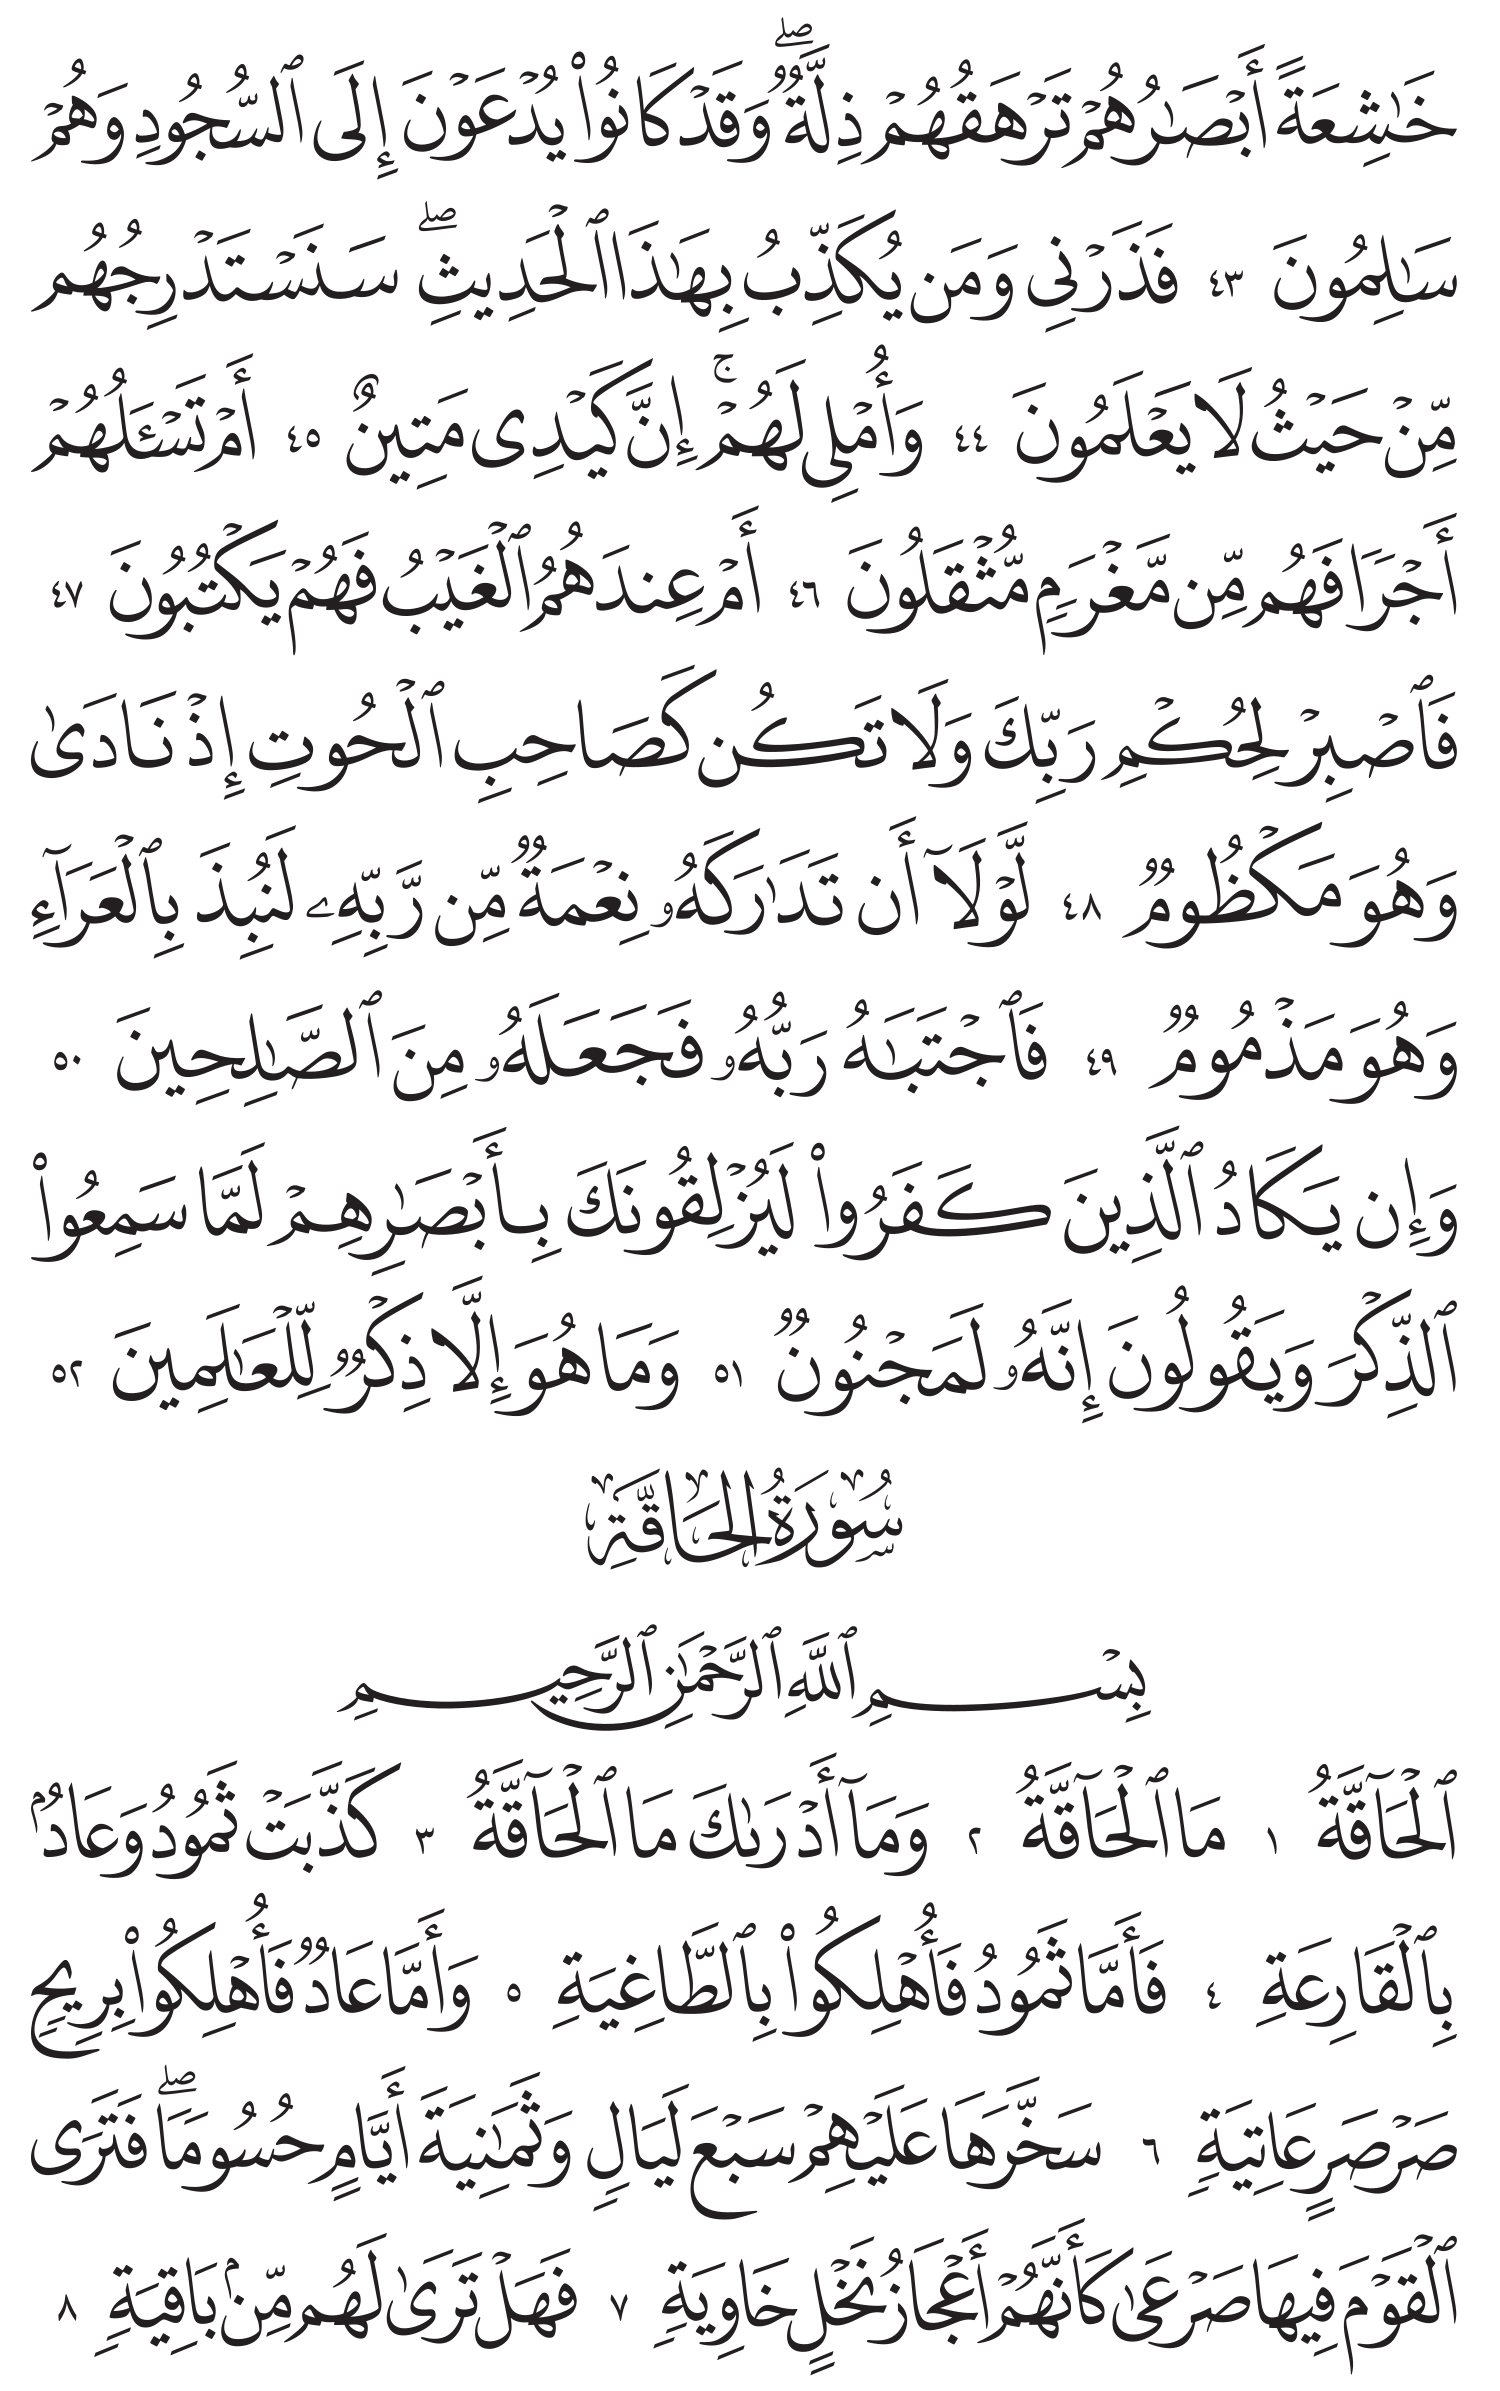 خَٰشِعَةً أَبۡصَٰرُهُمۡ تَرۡهَقُهُمۡ ذِلَّةٞۖ وَقَدۡ كَانُواْ يُدۡعَوۡنَ إِلَى ٱلسُّجُودِ وَهُمۡ
سَٰلِمُونَ ٤٣ فَذَرۡنِي وَمَن يُكَذِّبُ بِهَٰذَا ٱلۡحَدِيثِۖ سَنَسۡتَدۡرِجُهُم
مِّنۡ حَيۡثُ لَا يَعۡلَمُونَ ٤٤ وَأُمۡلِي لَهُمۡۚ إِنَّ كَيۡدِي مَتِينٌ ٤٥ أَمۡ تَسۡـَٔلُهُمۡ
أَجۡرٗا فَهُم مِّن مَّغۡرَمٖ مُّثۡقَلُونَ ٤٦ أَمۡ عِندَهُمُ ٱلۡغَيۡبُ فَهُمۡ يَكۡتُبُونَ ٤٧
فَٱصۡبِرۡ لِحُكۡمِ رَبِّكَ وَلَا تَكُن كَصَاحِبِ ٱلۡحُوتِ إِذۡ نَادَىٰ
وَهُوَ مَكۡظُومٞ ٤٨ لَّوۡلَآ أَن تَدَٰرَكَهُۥ نِعۡمَةٞ مِّن رَّبِّهِۦ لَنُبِذَ بِٱلۡعَرَآءِ
وَهُوَ مَذۡمُومٞ ٤٩ فَٱجۡتَبَٰهُ رَبُّهُۥ فَجَعَلَهُۥ مِنَ ٱلصَّٰلِحِينَ ٥٠
وَإِن يَكَادُ ٱلَّذِينَ كَفَرُواْ لَيُزۡلِقُونَكَ بِأَبۡصَٰرِهِمۡ لَمَّا سَمِعُواْ
ٱلذِّكۡرَ وَيَقُولُونَ إِنَّهُۥ لَمَجۡنُونٞ ٥١ وَمَا هُوَ إِلَّا ذِكۡرٞ لِّلۡعَٰلَمِينَ ٥٢
سُورَةُ الحَاقَّةِ
بِسۡمِ ٱللَّهِ ٱلرَّحۡمَٰنِ ٱلرَّحِيمِ
ٱلۡحَآقَّةُ ١ مَا ٱلۡحَآقَّةُ ٢ وَمَآ أَدۡرَىٰكَ مَا ٱلۡحَآقَّةُ ٣ كَذَّبَتۡ ثَمُودُ وَعَادُۢ
بِٱلۡقَارِعَةِ ٤ فَأَمَّا ثَمُودُ فَأُهۡلِكُواْ بِٱلطَّاغِيَةِ ٥ وَأَمَّا عَادٞ فَأُهۡلِكُواْ بِرِيحٖ
صَرۡصَرٍ عَاتِيَةٖ ٦ سَخَّرَهَا عَلَيۡهِمۡ سَبۡعَ لَيَالٖ وَثَمَٰنِيَةَ أَيَّامٍ حُسُومٗاۖ فَتَرَى
ٱلۡقَوۡمَ فِيهَا صَرۡعَىٰ كَأَنَّهُمۡ أَعۡجَازُ نَخۡلٍ خَاوِيَةٖ ٧ فَهَلۡ تَرَىٰ لَهُم مِّنۢ بَاقِيَةٖ ٨